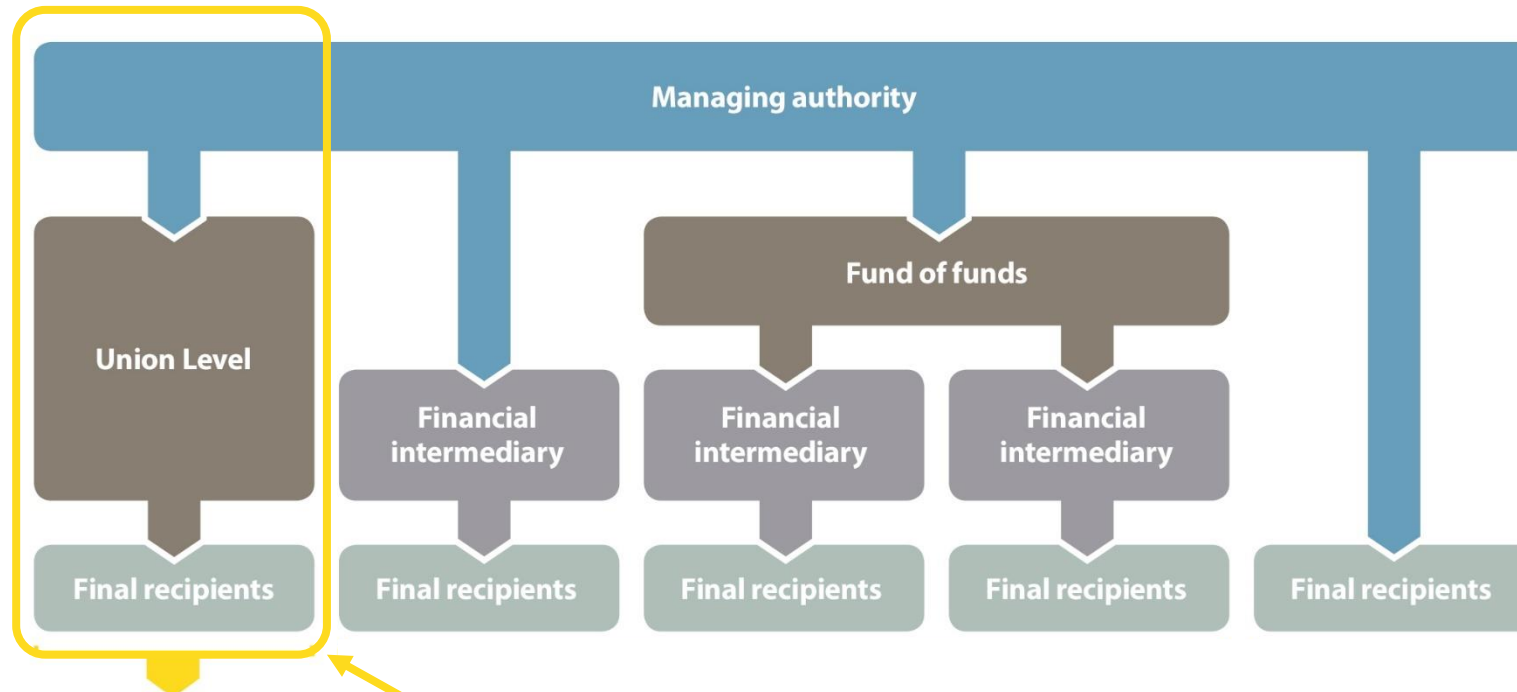 Managing authority
Fund of funds
Union Level
Financial
intermediary
Financial
intermediary
Financial
intermediary
Final recipients
Final recipients
Final recipients
Final recipients
Final recipients